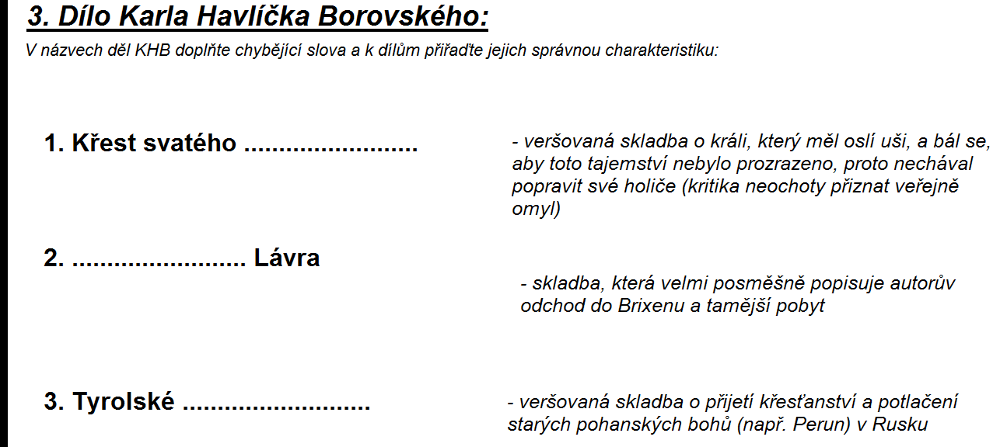 3. Dílo Karla Havlíčka Borovského:
V názvech děl KHB doplňte chybějící slova a k dílům přiřaďte jejich správnou charakteristiku:
1. Křest svatého .........................
- veršovaná skladba o králi, který měl oslí uši, a bál se,
aby toto tajemství nebylo prozrazeno, proto nechával
popravit své holiče (kritika neochoty přiznat veřejně
omyl)
2. ......................... Lávra
- skladba, která velmi posměšně popisuje autorův
odchod do Brixenu a tamější pobyt
3. Tyrolské ...........................
- veršovaná skladba o přijetí křesťanství a potlačení
starých pohanských bohů (např. Perun) v Rusku